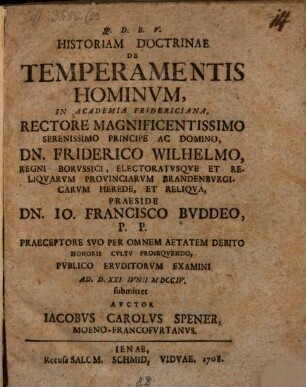 Q. D. B. V.
HISTORIAM DOCTRINAE
DE
TEMPERAMENTIS
HOMINVM,
IN ACADEMIA FRIDERICIANA,
RECTORE MAGNIFICENTISSIMO
SERENISSIMO PRINCIPE AC DOMINO,
DN. FRIDERICO WILHELMO,
REGNI BORVSSICI, ELECTORATVSQVE ET RE-
LIQVARVM PROVINCIARVM BRANDENBVRGI-
CARVM HEREDE, ET RELIQVA,
PRAESIDE
DN. IO. FRANCISCO BVDDEO,
P. P.
PRAECEPTORE SVO PER OMNEM AETATEM DEBITO
HONORIS CVLTV PROSEQVENDO,
PVBLICO ERVDITORVM EXAMINI
AD. D. XXI. IVNII MDCCIV.
submittet
AVCTOR
IACOBVS CAROLVS SPENER,
MOENO-FRANCOFVRTANVS.
IENAE,
Recusa SALOM. SCHMID, VIDVAE. 1708.